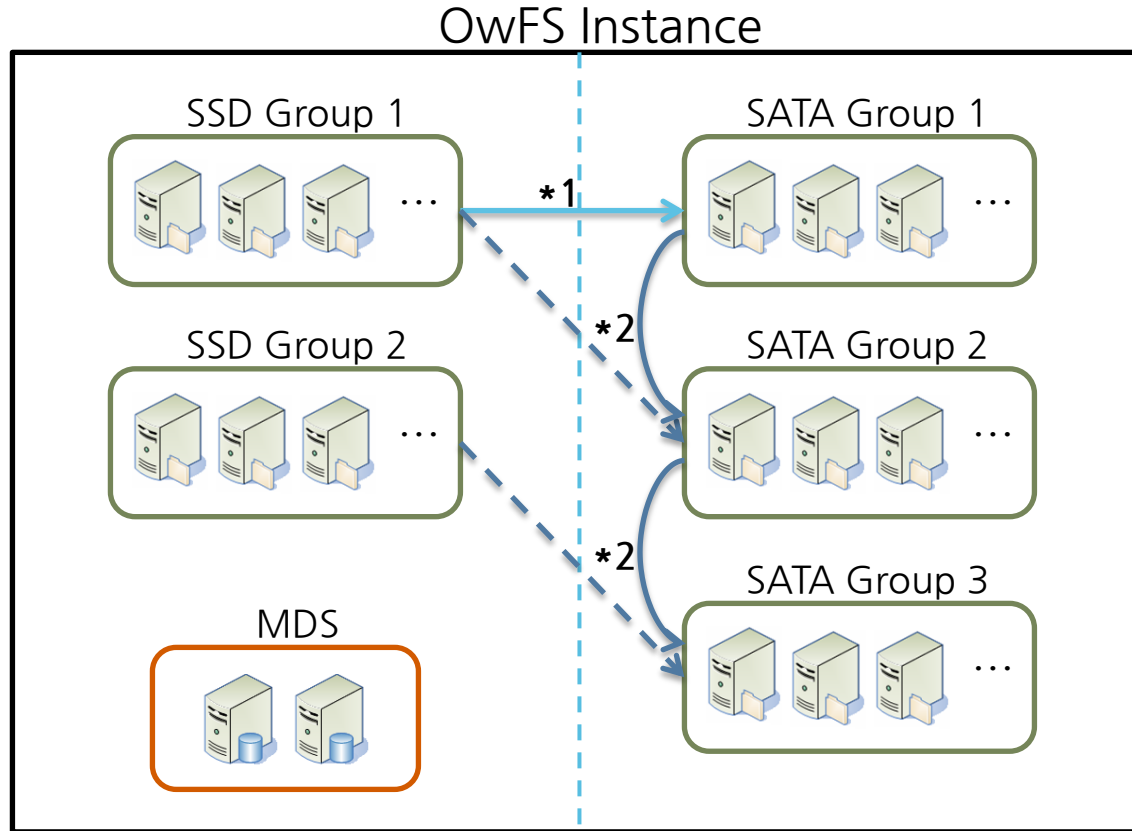 OwFS Instance
SSD Group 1
SATA Group 1
...
*1
...
*2
SSD Group 2
SATA Group 2
...
...
*2
SATA Group 3
MDS
...